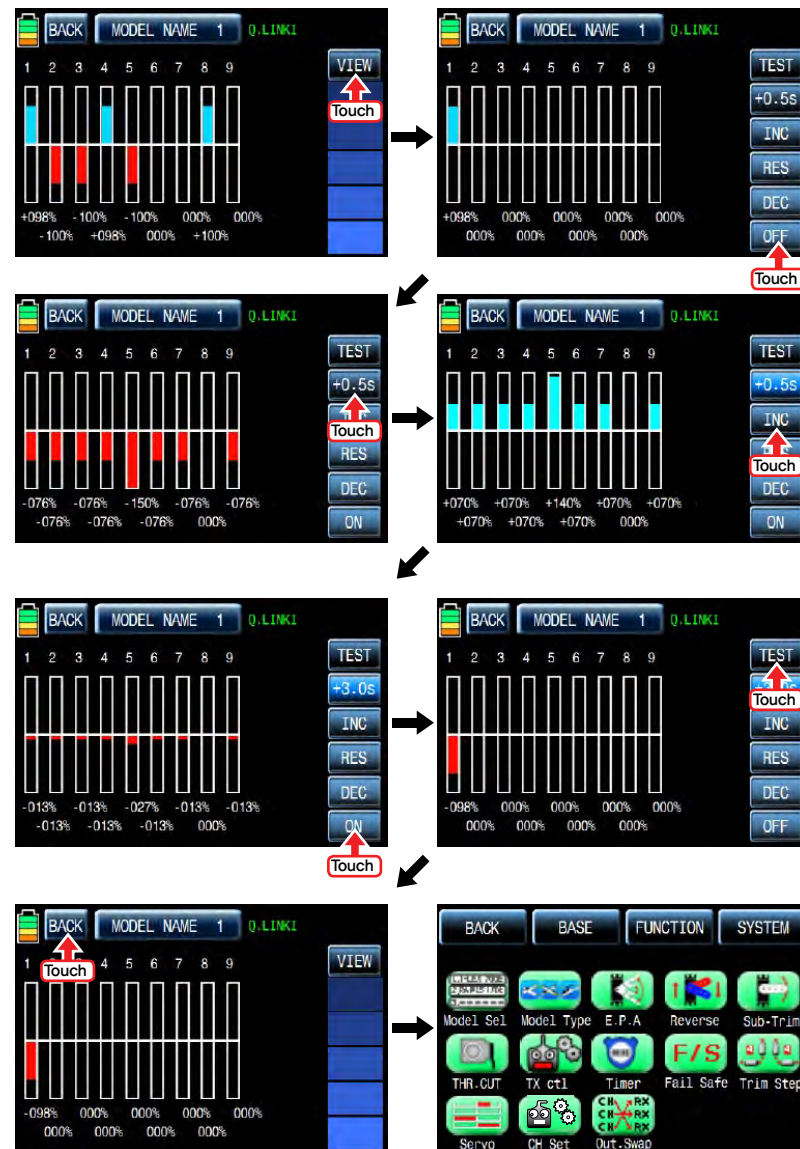 BACK MODEL NAME 1 Q.LINKI
1 2 3 4 5 6 7 8 9
VIEW
Touch
+098% -100% -100% 000% 000%
-100% +098% 000% +100%
BACK MODEL NAME 1 Q.LINKI
1 2 3 4 5 6 7 8 9
TEST
+0.5s
INC
RES
DEC
OFF
Touch
+098% 000% 000% 000% 000%
000% 000% 000% 000%
BACK MODEL NAME 1 Q.LINKI
1 2 3 4 5 6 7 8 9
TEST
+0.5s
Touch
RES
DEC
ON
-076% -076% -150% -076% -076%
-076% -076% -076% 000%
BACK MODEL NAME 1 Q.LINKI
1 2 3 4 5 6 7 8 9
TEST
+0.5s
INC
Touch
DEC
ON
+070% +070% +140% +070% +070%
+070% +070% +070% 000%
BACK MODEL NAME 1 Q.LINKI
1 2 3 4 5 6 7 8 9
TEST
+3.0s
INC
RES
DEC
ON
Touch
-013% -013% -027% -013% -013%
-013% -013% -013% 000%
BACK MODEL NAME 1 Q.LINKI
1 2 3 4 5 6 7 8 9
TEST
Touch
INC
RES
DEC
OFF
-098% 000% 000% 000% 000%
000% 000% 000% 000%
BACK MODEL NAME 1 Q.LINKI
1 4 5 6 7 8 9
Touch
VIEW
-098% 000% 000% 000% 000%
000% 000% 000% 000%
BACK BASE FUNCTION SYSTEM
Model Sel Model Type E.P.A Reverse Sub-Trim
F/S
THR.CUT TX ctl Timer Fail Safe Trim Step
CH RX
CH RX
CH RX
Servo CH Set Out.Swap